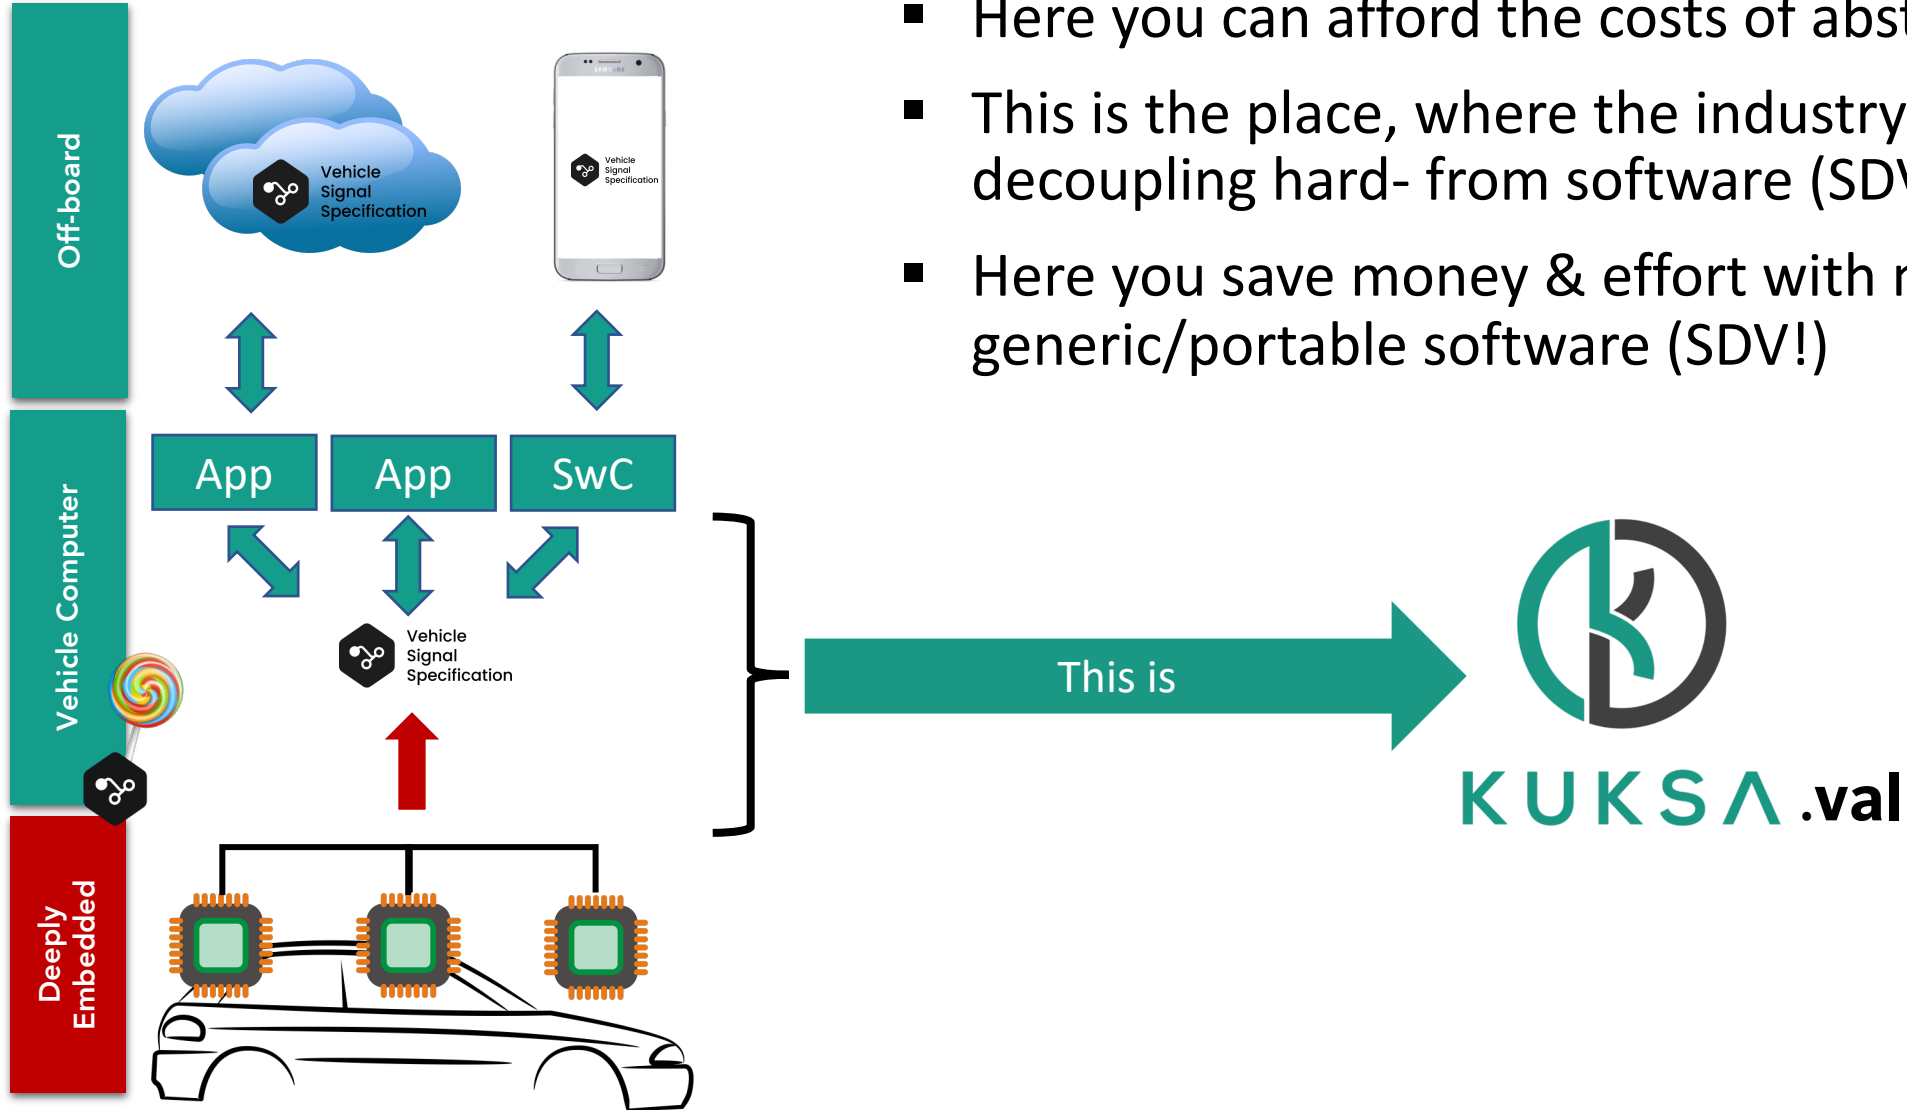 Here you can afford the costs of
This is the place, where the industry
decoupling hard- from software
Here you save money & effort with
generic/portable software (SDV!)
Off-board
Vehicle
Signal
Specification
SAMSUNG
Vehicle
Signal
Specification
Vehicle Computer
App
App
SwC
Vehicle
Signal
Specification
This is
KUKSA .val
Deeply
Embedded